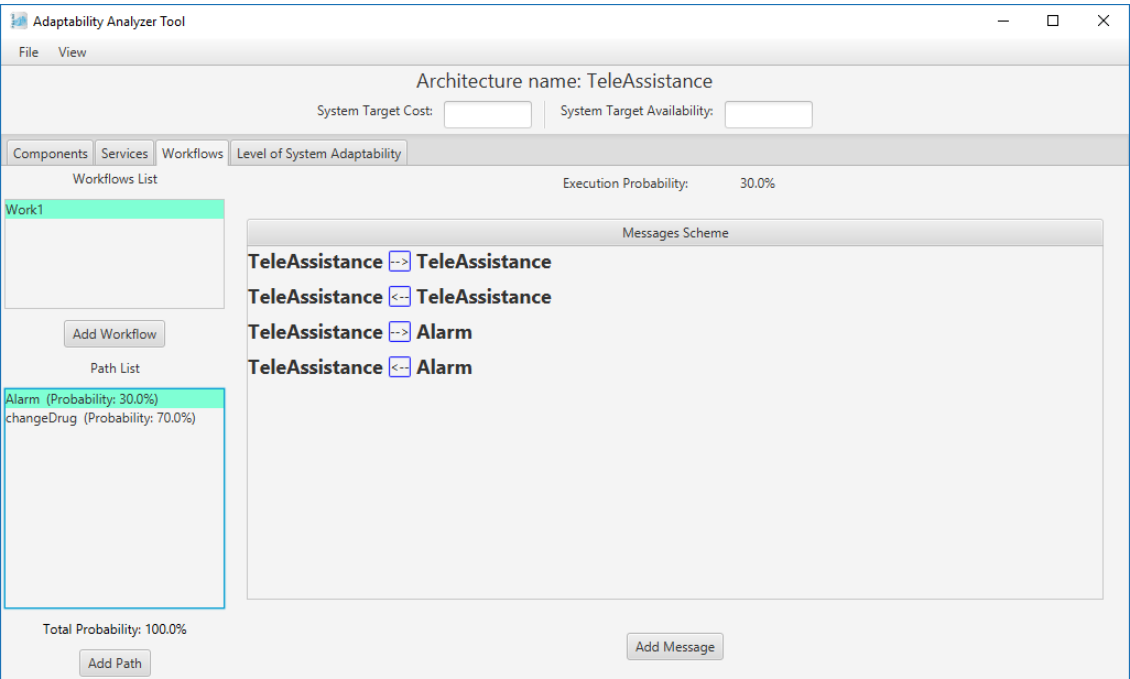 Adaptability Analyzer Tool
File View
Architecture name: TeleAssistance
System Target Cost: System Target Availability:
Components Services Workflows Level of System Adaptability
Workflows List
Execution Probability: 30.0%
Work1
Messages Scheme
TeleAssistance --> TeleAssistance
TeleAssistance <-- TeleAssistance
TeleAssistance --> Alarm
TeleAssistance <-- Alarm
Add Workflow
Path List
Alarm (Probability: 30.0%)
changeDrug (Probability: 70.0%)
Total Probability: 100.0%
Add Path
Add Message